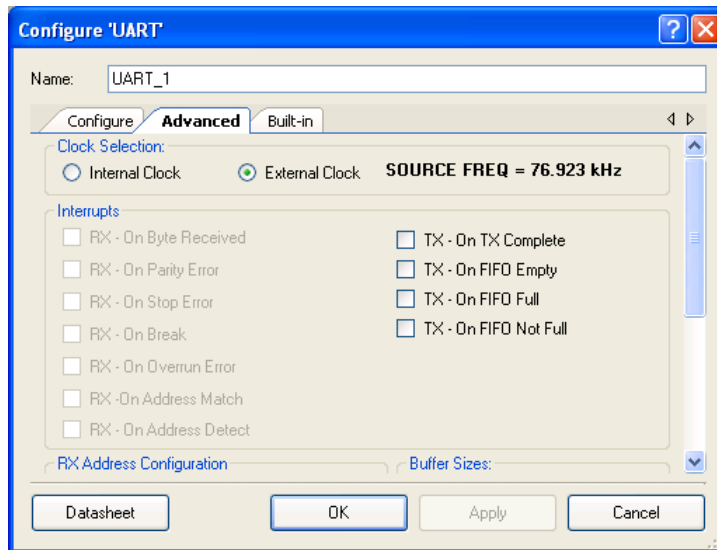 Configure 'UART'
Name: UART_1
Configure Advanced Built-in
Clock Selection:
Internal Clock External Clock SOURCE FREQ = 76.923 kHz
Interrupts
RX - On Byte Received
RX - On Parity Error
RX - On Stop Error
RX - On Break
RX - On Overrun Error
RX -On Address Match
RX - On Address Detect
TX - On TX Complete
TX - On FIFO Empty
TX - On FIFO Full
TX - On FIFO Not Full
RX Address Configuration Buffer Sizes:
Datasheet OK Apply Cancel